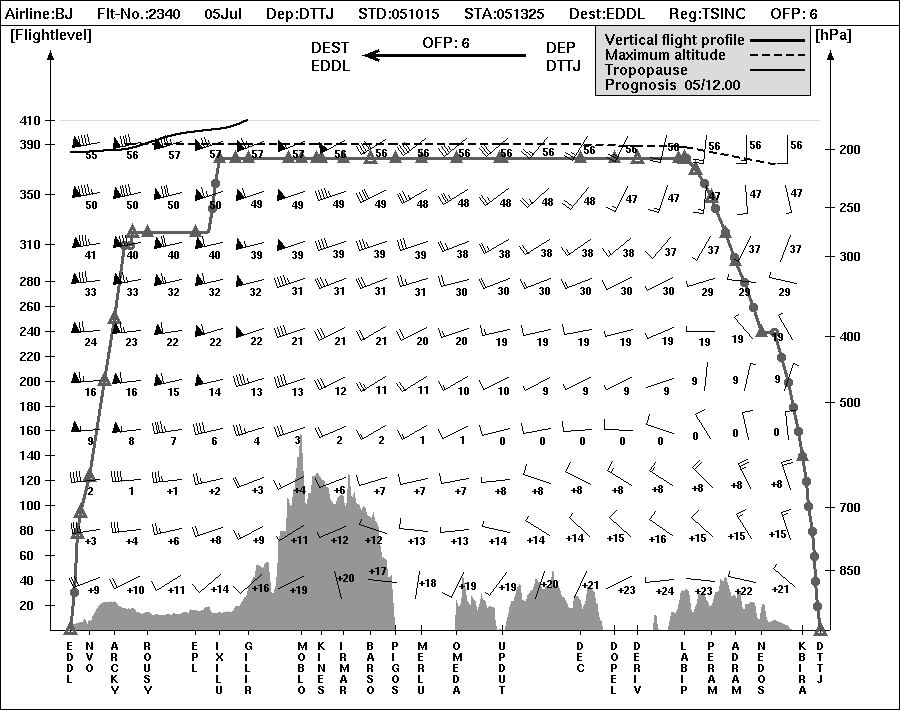 Airline:BJ Flt-No.:2340 05Jul Dep:DTTJ STD:051015 STA:051325 Dest:EDDL Reg:TSINC OFP: 6
[Flightlevel] [hPa]
DEST OFP: 6 DEP
EDDL DTTJ
Vertical flight profile
Maximum altitude
Tropopause
Prognosis 05/12.00
410
390 55 56 57 57 57 57 56 56 56 56 56 56 56 56 56 56 56 200
350 50 50 50 50 49 49 49 49 48 48 48 48 47 47 47 47 47 250
310 41 40 40 40 39 39 39 39 39 38 38 38 38 38 37 37 37 300
280 33 33 32 32 32 31 31 31 31 30 30 30 30 30 29 29 29
260
240 24 23 22 22 22 21 21 21 20 20 19 19 19 19 19 19 19 400
220
200 16 16 15 14 13 13 12 11 11 10 10 9 9 9 9 9 9
180 500
160 9 8 7 6 4 3 2 2 1 1 0 0 0 0 0 0 0
140
120 2 1 +1 +2 +3 +4 +6 +7 +7 +7 +8 +8 +8 +8 +8 +8 +8
100 700
80 +3 +4 +6 +8 +9 +11 +12 +12 +13 +13 +14 +14 +15 +16 +15 +15 +15
60 850
40 +9 +10 +11 +14 +16 +19 +20 +17 +18 +19 +19 +20 +21 +23 +24 +23 +22 +21
20
EDDL NVO ARCKY ROUSY EPL IXILU GILIR MOBLO KINES IRMAR BARSO PIGOS MERLU OMEDA UPDUT DEC DOPEL DERIV LABIP PERAM ADRAM NEDOS KBIRA DTTJ